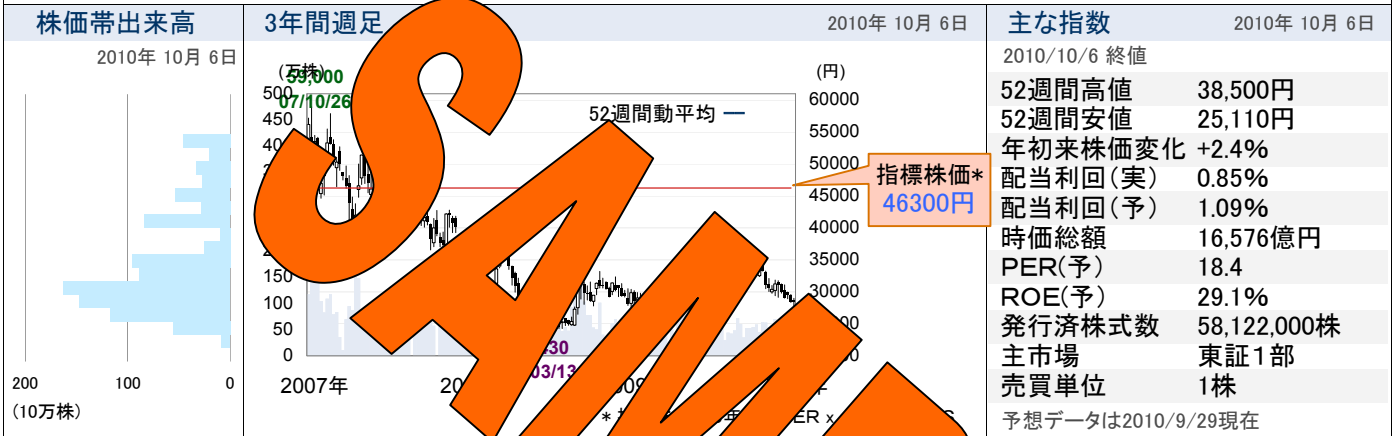 株価帯出来高
2010年 10月 6日
200
100
0
(10万株)
3年間週足
2010年 10月 6日
(万株)
59,000
07/10/26
500
450
150
100
50
0
52週間動平均
(円)
60000
55000
50000
45000
40000
35000
30000
指標株価*
46300円
03/13
2007年
SAM
主な指数
2010年 10月 6日
2010/10/6 終値
52週間高値 38,500円
52週間安値 25,110円
年初来株価変化 +2.4%
配当利回(実) 0.85%
配当利回(予) 1.09%
時価総額 16,576億円
PER(予) 18.4
ROE(予) 29.1%
発行済株式数 58,122,000株
主市場 東証1部
売買単位 1株
予想データは2010/9/29現在